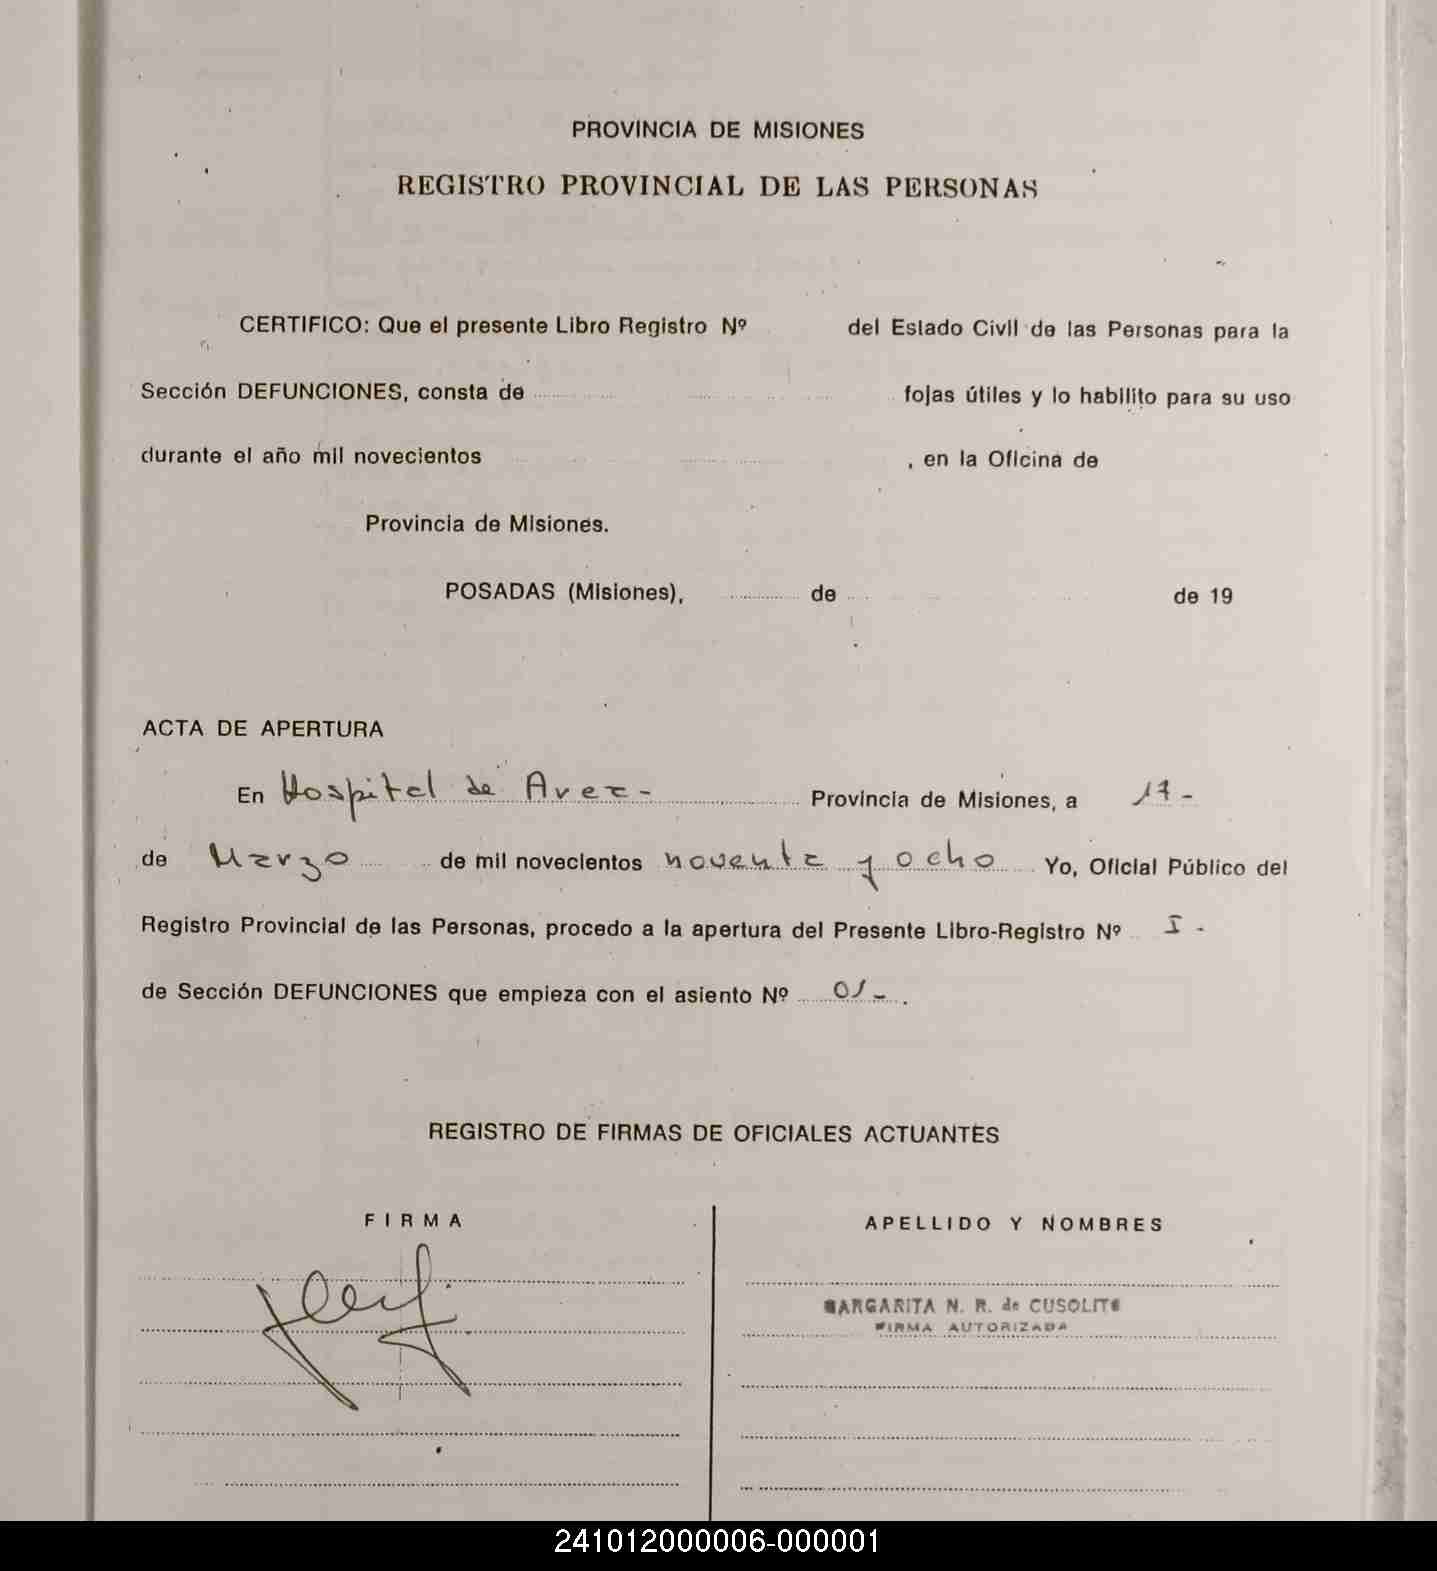 PROVINCIA DE MISIONES
REGISTRO PROVINCIAL DE LAS PERSONAS
CERTIFICO: Que el presente Libro Registro Nº del Estado Civil de las Personas para la
Sección DEFUNCIONES, consta de fojas útiles y lo habilito para su uso
durante el año mil novecientos , en la Oficina de
Provincia de Misiones.
POSADAS (Misiones), de de 19
ACTA DE APERTURA
En Hospital de Area - Provincia de Misiones, a 17 -
de Marzo de mil novecientos noventa y ocho Yo, Oficial Público del
Registro Provincial de las Personas, procedo a la apertura del Presente Libro-Registro Nº I -
de Sección DEFUNCIONES que empieza con el asiento Nº 01 - .
REGISTRO DE FIRMAS DE OFICIALES ACTUANTES
FIRMA APELLIDO Y NOMBRES
MARGARITA N. R. de CUSOLITO
FIRMA AUTORIZADA
241012000006-000001